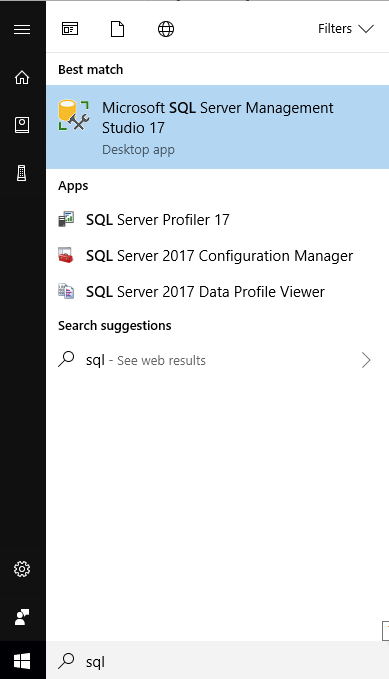 Filters
Best match
Microsoft SQL Server Management
Studio 17
Desktop app
Apps
SQL Server Profiler 17
SQL Server 2017 Configuration Manager
SQL Server 2017 Data Profile Viewer
Search suggestions
sql - See web results
sql